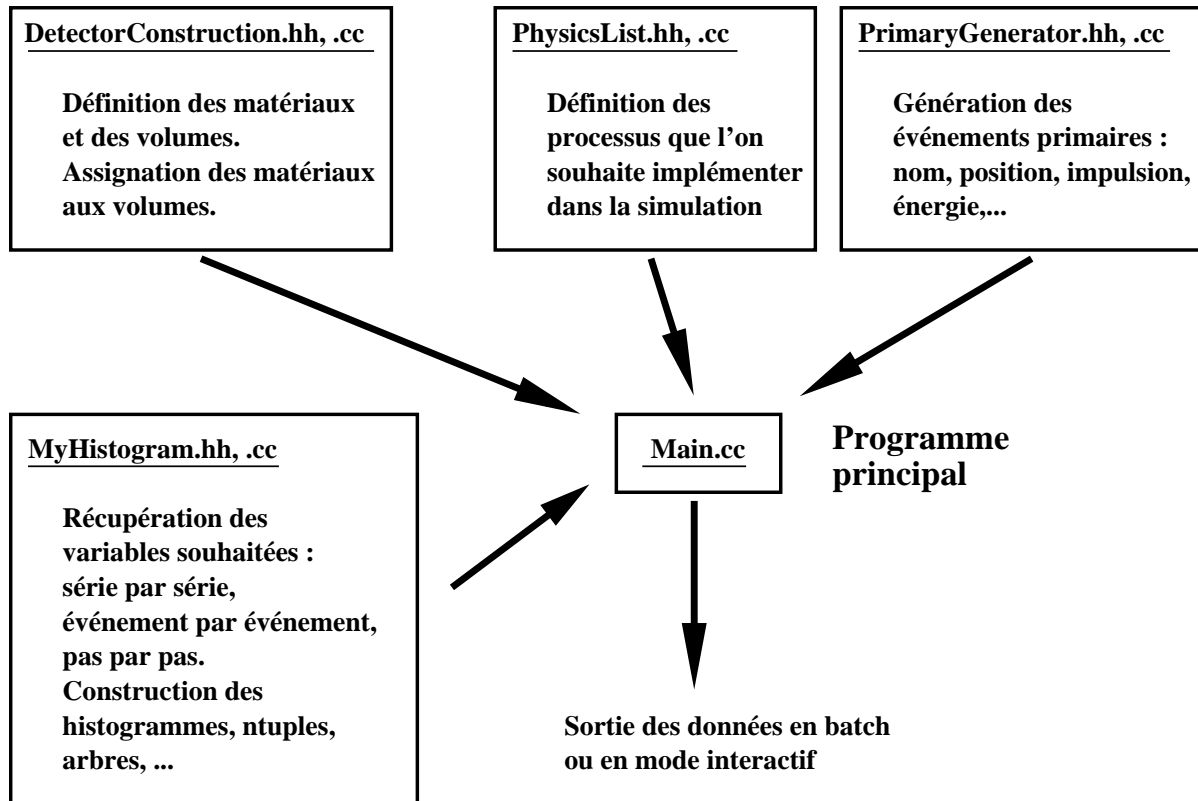 DetectorConstruction.hh, .cc
Définition des matériaux
et des volumes.
Assignation des matériaux
aux volumes.
PhysicsList.hh, .cc
Définition des
processus que l'on
souhaite implémenter
dans la simulation
PrimaryGenerator.hh, .cc
Génération des
événements primaires :
nom, position, impulsion,
énergie,...
MyHistogram.hh, .cc
Récupération des
variables souhaitées :
série par série,
événement par événement,
pas par pas.
Construction des
histogrammes, ntuples,
arbres, ...
Main.cc
Programme
principal
Sortie des données en batch
ou en mode interactif